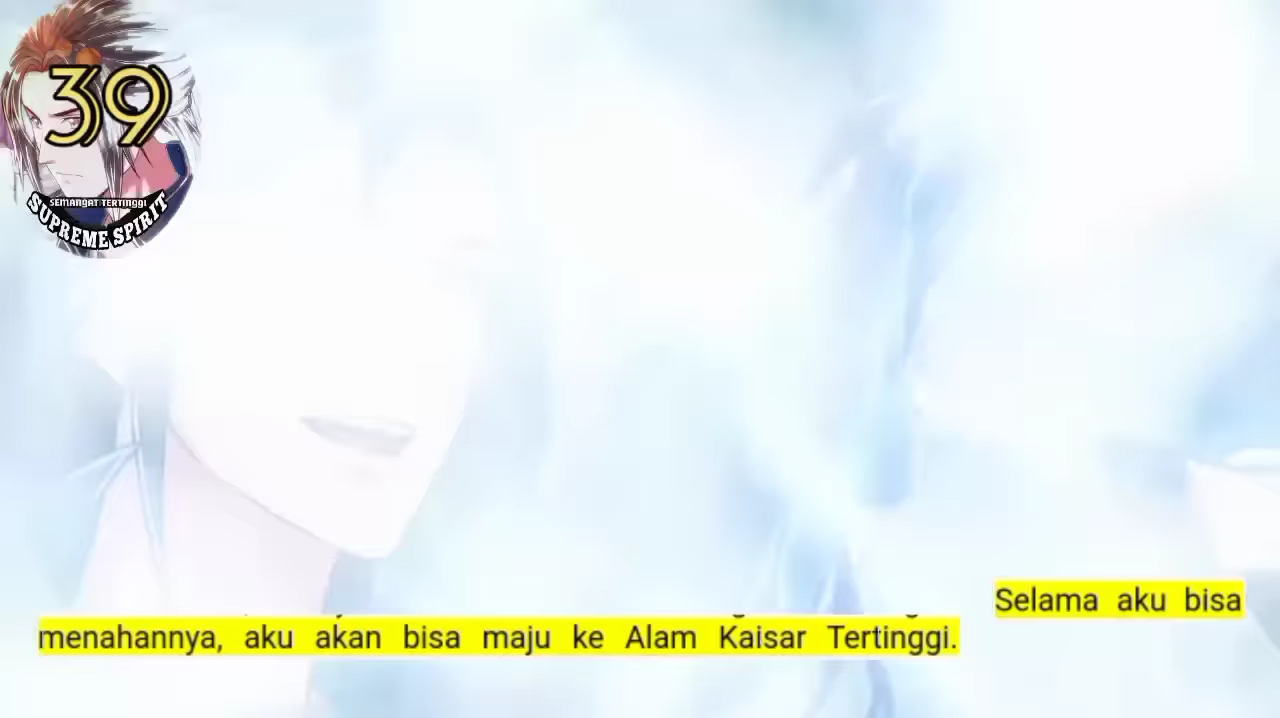 39
SEMANGAT TERTINGGI
SUPREME SPIRIT
Selama aku bisa
menahannya, aku akan bisa maju ke Alam Kaisar Tertinggi.